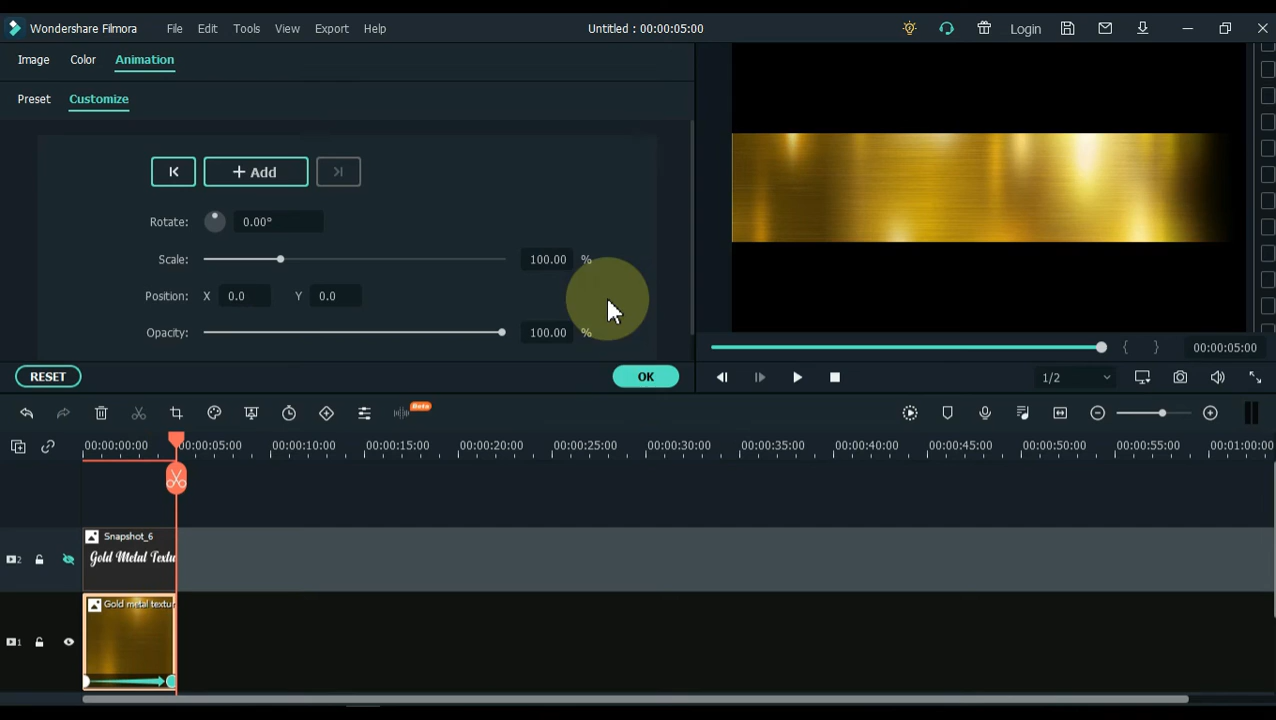 Wondershare Filmora File Edit Tools View Export Help Untitled : 00:00:05:00 Login
Image Color Animation
Preset Customize
+ Add
Rotate: 0.00°
Scale: 100.00 %
Position: X 0.0 Y 0.0
Opacity: 100.00 %
00:00:05:00
RESET OK
1/2
Beta
00:00:00:00 00:00:05:00 00:00:10:00 00:00:15:00 00:00:20:00 00:00:25:00 00:00:30:00 00:00:35:00 00:00:40:00 00:00:45:00 00:00:50:00 00:00:55:00 00:01:00:00
Snapshot_6
2 Gold Metal Textu
Gold metal textur
1